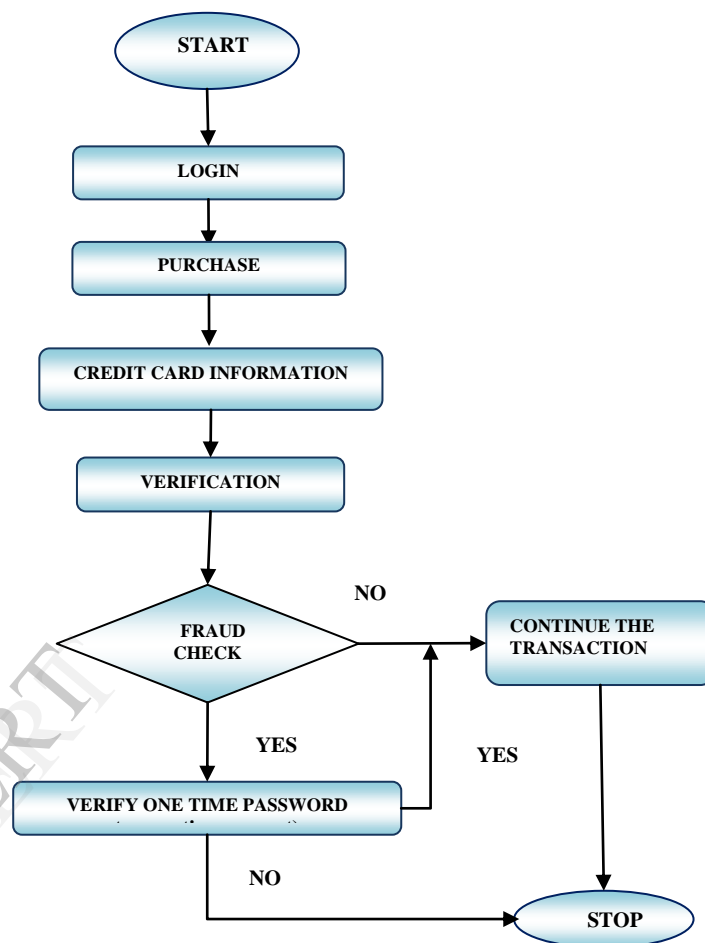 START
LOGIN
PURCHASE
CREDIT CARD INFORMATION
VERIFICATION
NO
FRAUD
CHECK
CONTINUE THE
TRANSACTION
YES
YES
VERIFY ONE TIME PASSWORD
NO
STOP